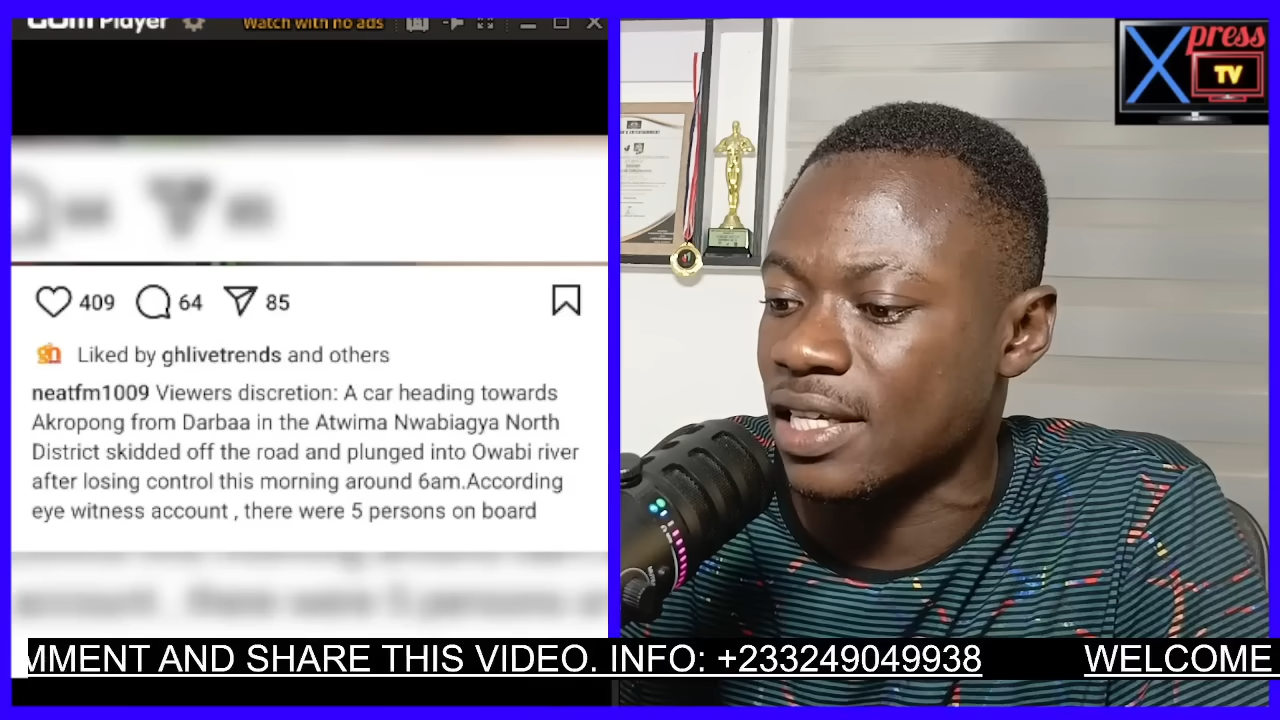 GOM Player
Watch with no ads
Xpress
TV
409 64 85
Liked by ghlivetrends and others
neatfm1009 Viewers discretion: A car heading towards
Akropong from Darbaa in the Atwima Nwabiagya North
District skidded off the road and plunged into Owabi river
after losing control this morning around 6am.According
eye witness account , there were 5 persons on board
MMENT AND SHARE THIS VIDEO. INFO: +233249049938 WELCOME